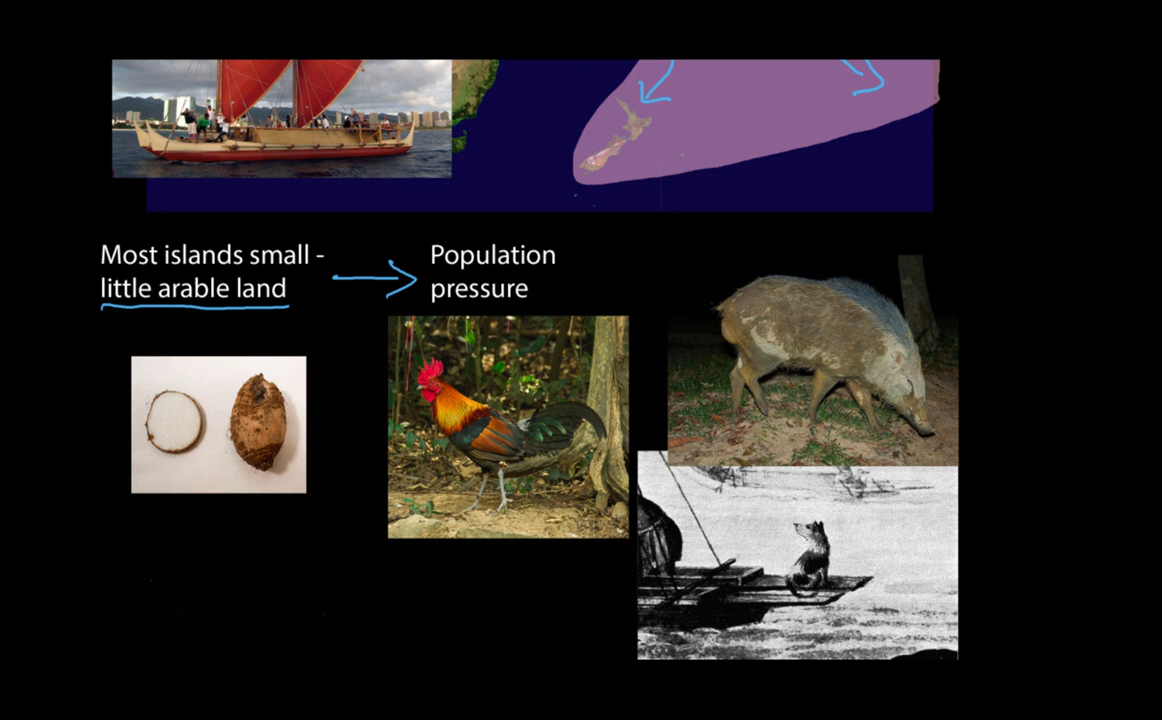 Most islands small -
little arable land
Population
pressure